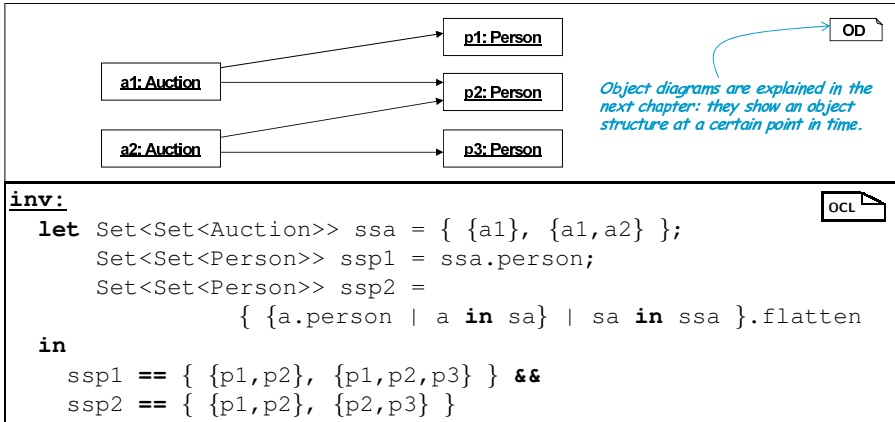 p1: Person
OD
a1: Auction
p2: Person
Object diagrams are explained in the
next chapter: they show an object
structure at a certain point in time.
a2: Auction
p3: Person
inv:
OCL
let Set<Set<Auction>> ssa = { {a1}, {a1,a2} };
Set<Set<Person>> ssp1 = ssa.person;
Set<Set<Person>> ssp2 =
{ {a.person | a in sa} | sa in ssa }.flatten
in
ssp1 == { {p1,p2}, {p1,p2,p3} } &&
ssp2 == { {p1,p2}, {p2,p3} }